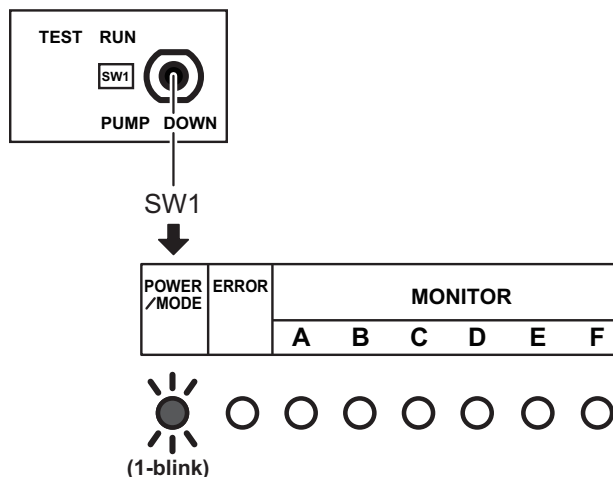 TEST RUN
SW1
PUMP DOWN
SW1
POWER
/MODE
ERROR
MONITOR
A B C D E F
(1-blink)